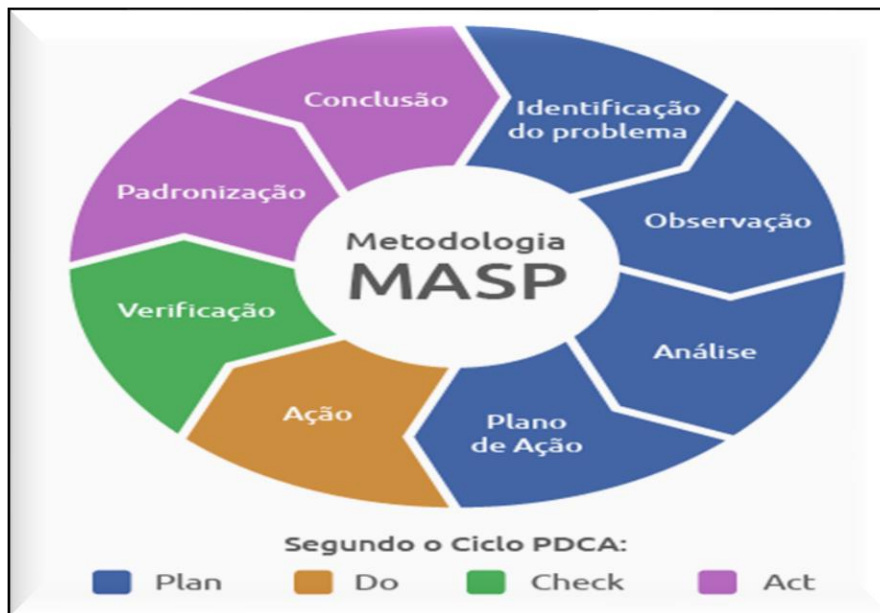 Conclusão
Identificação
do problema
Padronização
Observação
Metodologia
MASP
Verificação
Análise
Ação
Plano
de Ação
Segundo o Ciclo PDCA:
Plan
Do
Check
Act